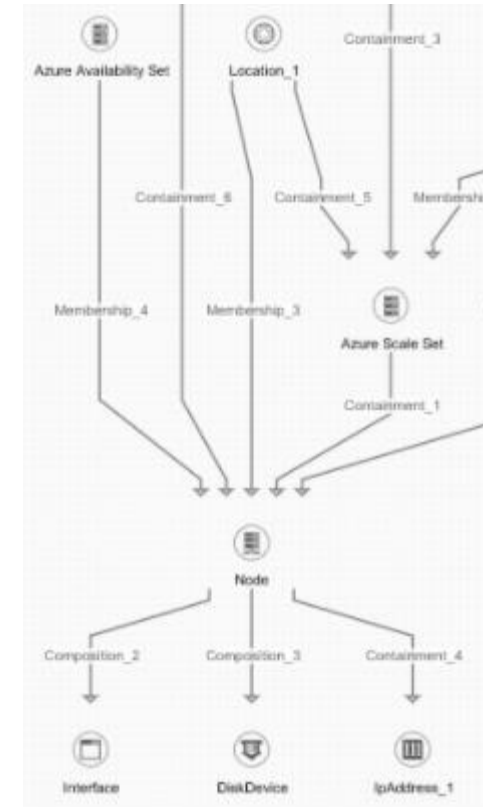 Containment_3
Azure Availability Set
Location_1
Containment_6
Containment_5
Membership_4
Membership_3
Azure Scale Set
Containment_1
Node
Composition_2
Composition_3
Containment_4
Interface
DiskDevice
IpAddress_1